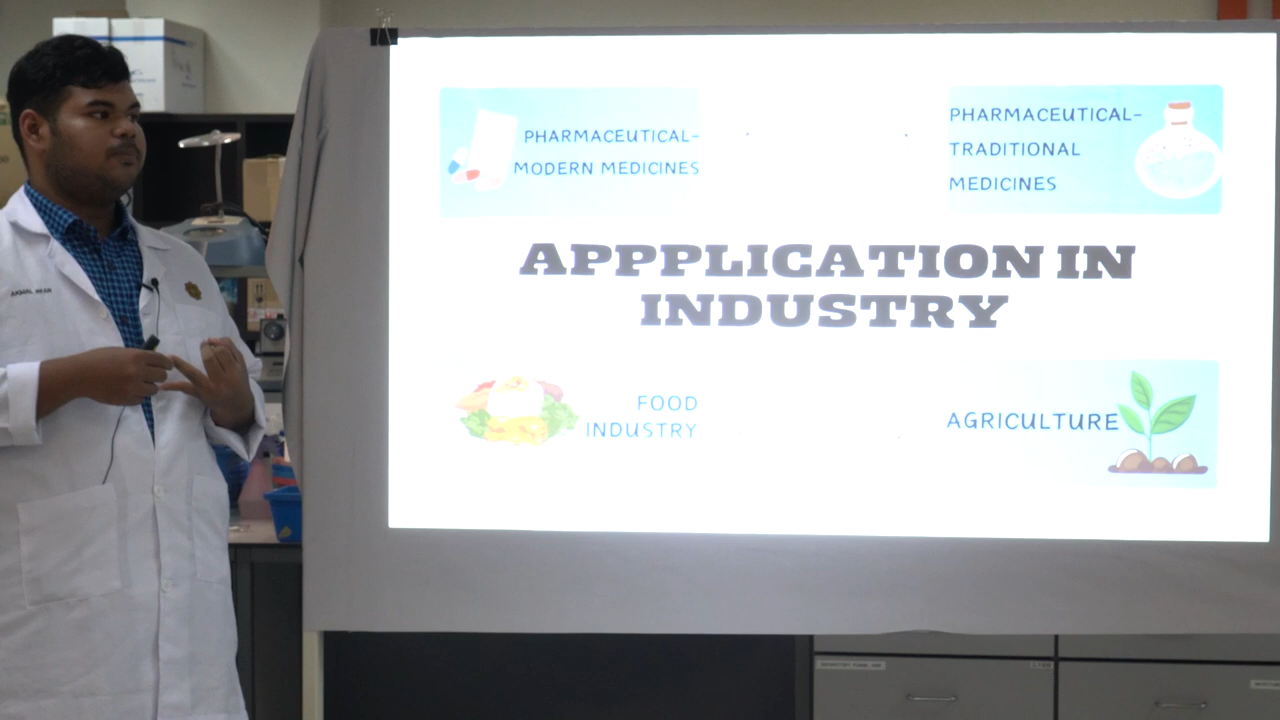 PHARMACEUTICAL-
MODERN MEDICINES
PHARMACEUTICAL-
TRADITIONAL
MEDICINES
APPPLICATION IN
INDUSTRY
FOOD
INDUSTRY
AGRICULTURE